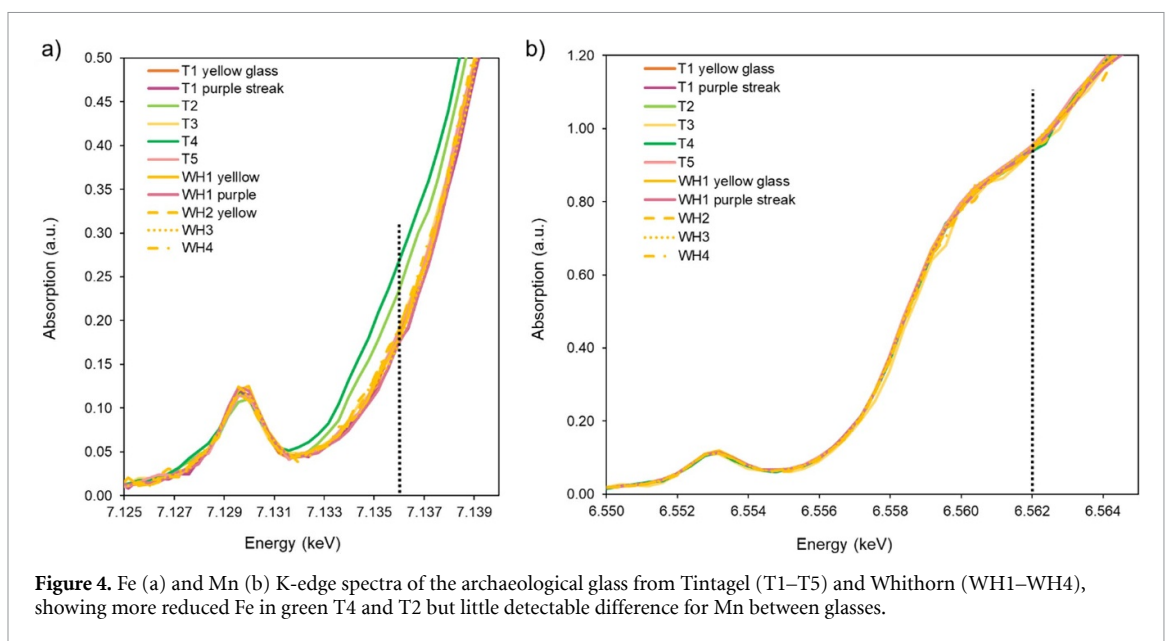 a)
0.50
0.45
0.40
0.35
0.30
0.25
0.20
0.15
0.10
0.05
0.00
Absorption (a.u.)
T1 yellow glass
T1 purple streak
T2
T3
T4
T5
WH1 yelllow
WH1 purple
WH2 yellow
WH3
WH4
7.125 7.127 7.129 7.131 7.133 7.135 7.137 7.139
Energy (keV)
b)
1.20
1.00
0.80
0.60
0.40
0.20
0.00
Absorption (a.u.)
T1 yellow glass
T1 purple streak
T2
T3
T4
T5
WH1 yellow glass
WH1 purple streak
WH2
WH3
WH4
6.550 6.552 6.554 6.556 6.558 6.560 6.562 6.564
Energy (keV)
Figure 4. Fe (a) and Mn (b) K-edge spectra of the archaeological glass from Tintagel (T1–T5) and Whithorn (WH1–WH4),
showing more reduced Fe in green T4 and T2 but little detectable difference for Mn between glasses.